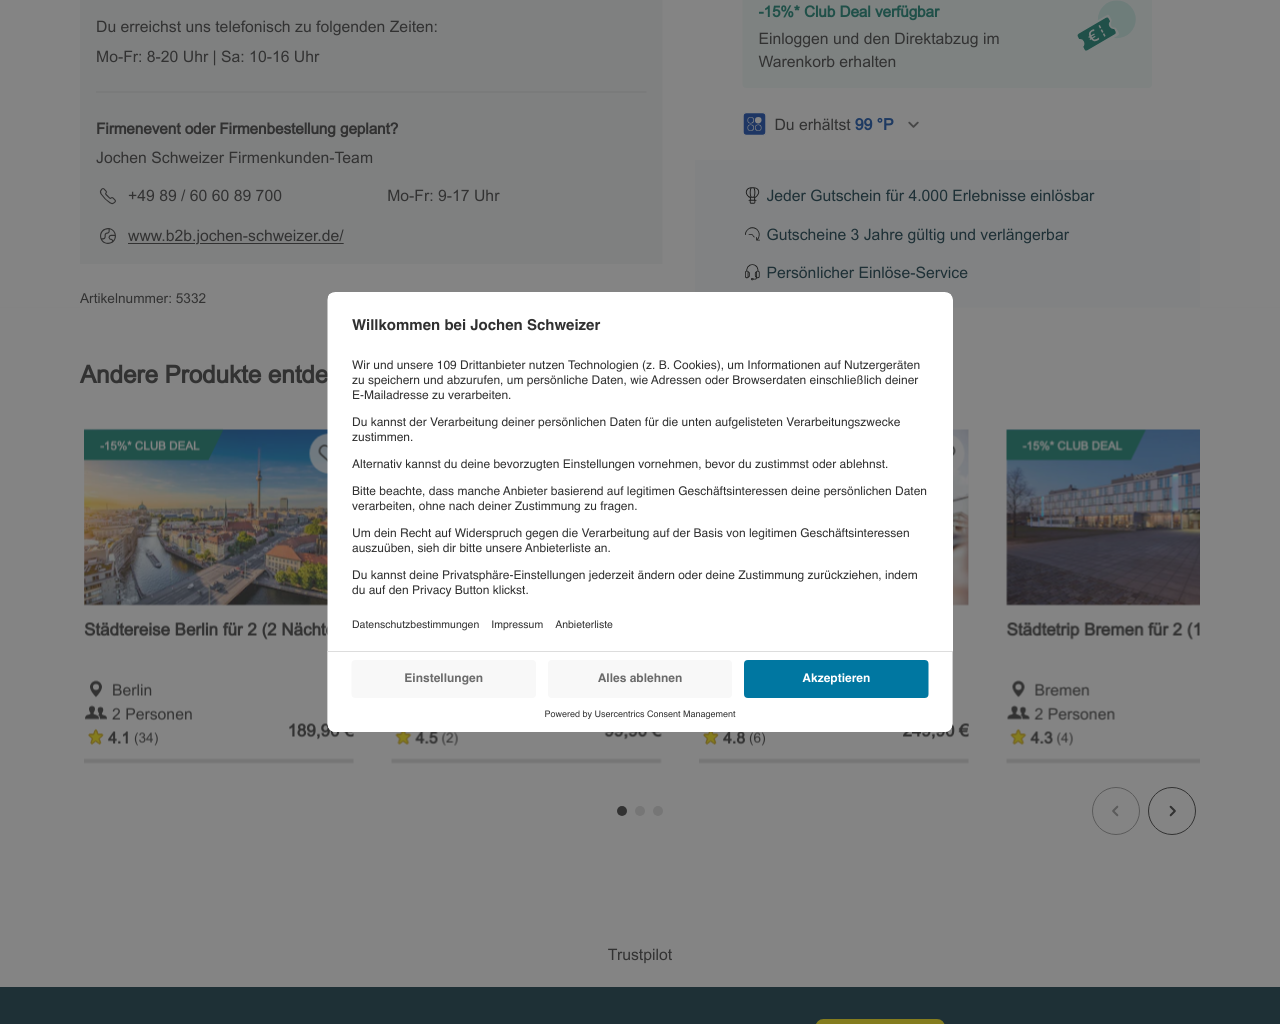 Du erreichst uns telefonisch zu folgenden Zeiten:
Mo-Fr: 8-20 Uhr | Sa: 10-16 Uhr
Firmenevent oder Firmenbestellung geplant?
Jochen Schweizer Firmenkunden-Team
+49 89 / 60 60 89 700
Mo-Fr: 9-17 Uhr
www.b2b.jochen-schweizer.de/
Artikelnummer: 5332
-15%* Club Deal verfügbar
Einloggen und den Direktabzug im
Warenkorb erhalten
Du erhältst 99 °P
Jeder Gutschein für 4.000 Erlebnisse einlösbar
Gutscheine 3 Jahre gültig und verlängerbar
Persönlicher Einlöse-Service
Willkommen bei Jochen Schweizer
Wir und unsere 109 Drittanbieter nutzen Technologien (z. B. Cookies), um Informationen auf Nutzergeräten
zu speichern und abzurufen, um persönliche Daten, wie Adressen oder Browserdaten einschließlich deiner
E-Mailadresse zu verarbeiten.
Du kannst der Verarbeitung deiner persönlichen Daten für die unten aufgelisteten Verarbeitungszwecke
zustimmen.
Alternativ kannst du deine bevorzugten Einstellungen vornehmen, bevor du zustimmst oder ablehnst.
Bitte beachte, dass manche Anbieter basierend auf legitimen Geschäftsinteressen deine persönlichen Daten
verarbeiten, ohne nach deiner Zustimmung zu fragen.
Um dein Recht auf Widerspruch gegen die Verarbeitung auf der Basis von legitimen Geschäftsinteressen
auszuüben, sieh dir bitte unsere Anbieterliste an.
Du kannst deine Privatsphäre-Einstellungen jederzeit ändern oder deine Zustimmung zurückziehen, indem
du auf den Privacy Button klickst.
Datenschutzbestimmungen Impressum Anbieterliste
Einstellungen
Alles ablehnen
Akzeptieren
Powered by Usercentrics Consent Management
Andere Produkte
-15%* CLUB DEAL
Städtereise Berlin für 2 (2
Berlin
2 Personen
4.1 (34)
4.5 (2)
4.8 (6)
-15%* CLUB DEAL
Städtetrip Bremen für 2 (1
Bremen
2 Personen
4.3 (4)
Trustpilot